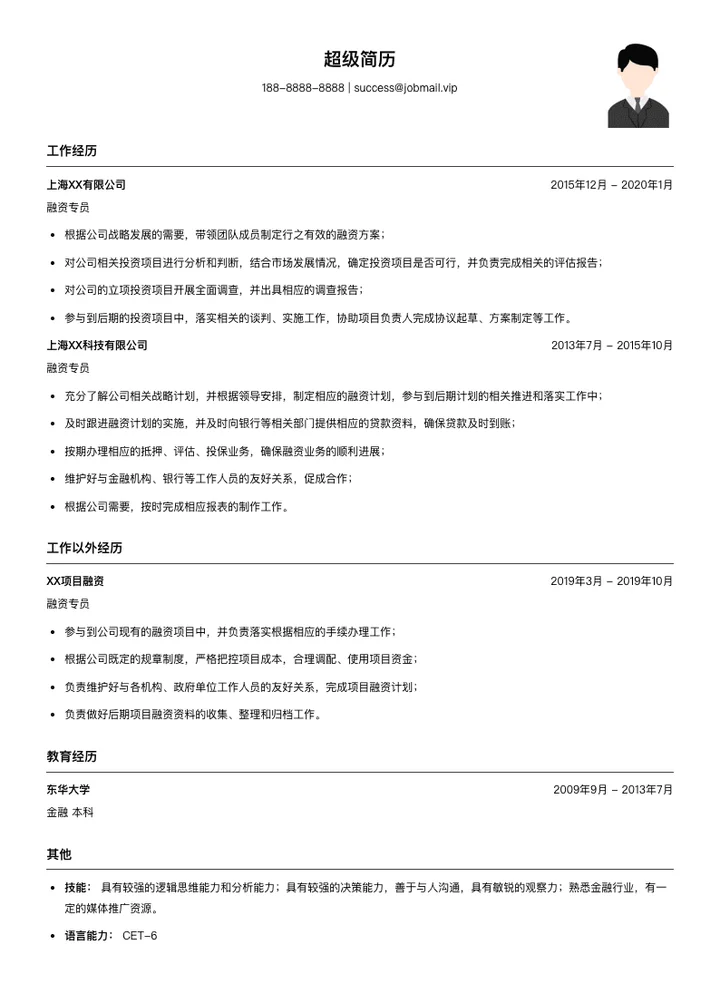 超级简历
188-8888-8888 | success@jobmail.vip
工作经历
上海XX有限公司 2015年12月 - 2020年1月
融资专员
• 根据公司战略发展的需要，带领团队成员制定行之有效的融资方案；
• 对公司相关投资项目进行分析和判断，结合市场发展情况，确定投资项目是否可行，并负责完成相关的评估报告；
• 对公司的立项投资项目开展全面调查，并出具相应的调查报告；
• 参与到后期的投资项目中，落实相关的谈判、实施工作，协助项目负责人完成协议起草、方案制定等工作。
上海XX科技有限公司 2013年7月 - 2015年10月
融资专员
• 充分了解公司相关战略计划，并根据领导安排，制定相应的融资计划，参与到后期计划的相关推进和落实工作中；
• 及时跟进融资计划的实施，并及时向银行等相关部门提供相应的贷款资料，确保贷款及时到账；
• 按期办理相应的抵押、评估、投保业务，确保融资业务的顺利进展；
• 维护好与金融机构、银行等工作人员的友好关系，促成合作；
• 根据公司需要，按时完成相应报表的制作工作。
工作以外经历
XX项目融资 2019年3月 - 2019年10月
融资专员
• 参与到公司现有的融资项目中，并负责落实根据相应的手续办理工作；
• 根据公司既定的规章制度，严格把控项目成本，合理调配、使用项目资金；
• 负责维护好与各机构、政府单位工作人员的友好关系，完成项目融资计划；
• 负责做好后期项目融资资料的收集、整理和归档工作。
教育经历
东华大学 2009年9月 - 2013年7月
金融 本科
其他
• 技能： 具有较强的逻辑思维能力和分析能力；具有较强的决策能力，善于与人沟通，具有敏锐的观察力；熟悉金融行业，有一
定的媒体推广资源。
• 语言能力： CET-6